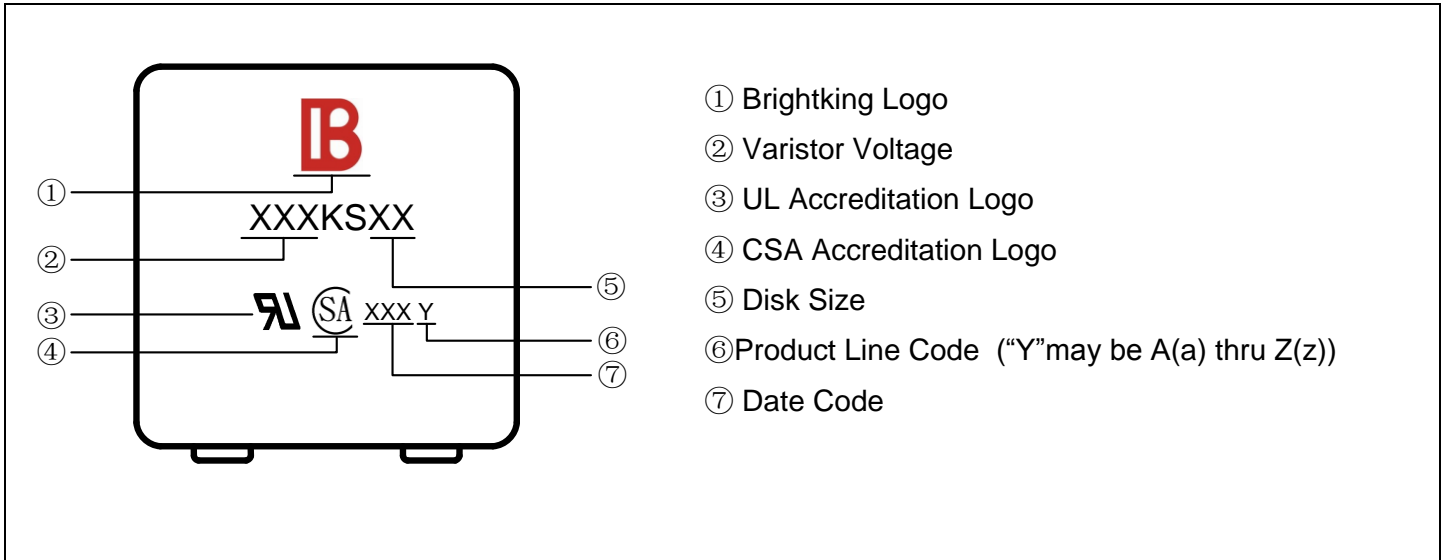 B
①
XXXKSXX
②
⑤
③ RU SA XXX Y
⑥
④
⑦
① Brightking Logo
② Varistor Voltage
③ UL Accreditation Logo
④ CSA Accreditation Logo
⑤ Disk Size
⑥Product Line Code (“Y”may be A(a) thru Z(z))
⑦ Date Code